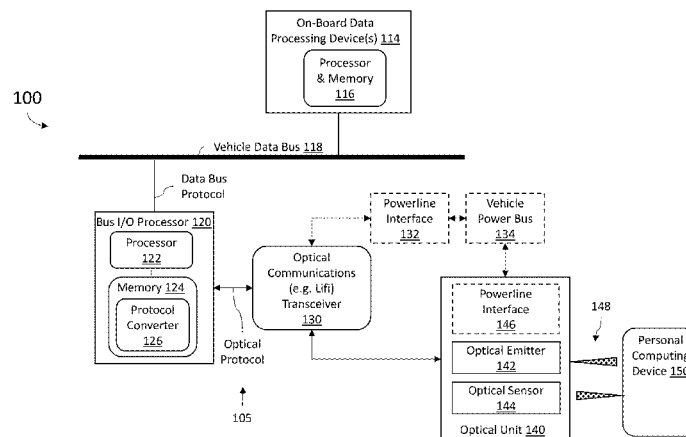 On-Board Data
Processing Device(s) 114
Processor
& Memory
116
100
Vehicle Data Bus 118
Data Bus
Protocol
Bus I/O Processor 120
Processor
122
Memory 124
Protocol
Converter
126
Optical
Protocol
105
Optical
Communications
(e.g. Lifi)
Transceiver
130
Powerline
Interface
132
Vehicle
Power Bus
134
Powerline
Interface
146
Optical Emitter
142
Optical Sensor
144
Optical Unit 140
148
Personal
Computing
Device 150